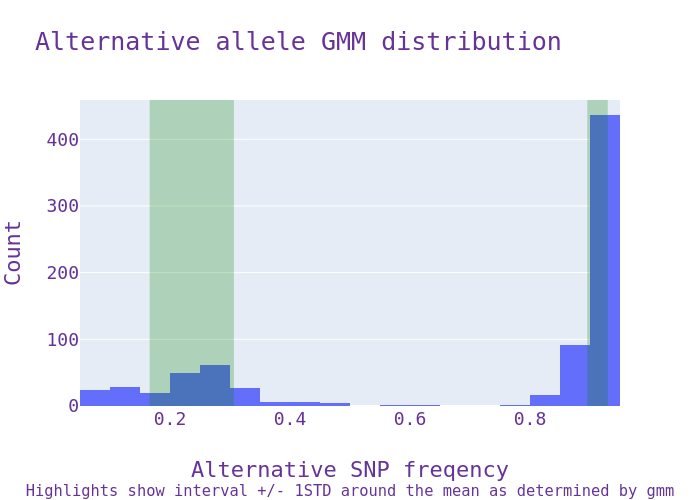 Alternative allele GMM distribution
Count
400
300
200
100
0
0.2
0.4
0.6
0.8
Alternative SNP freqency
Highlights show interval +/- 1STD around the mean as determined by gmm